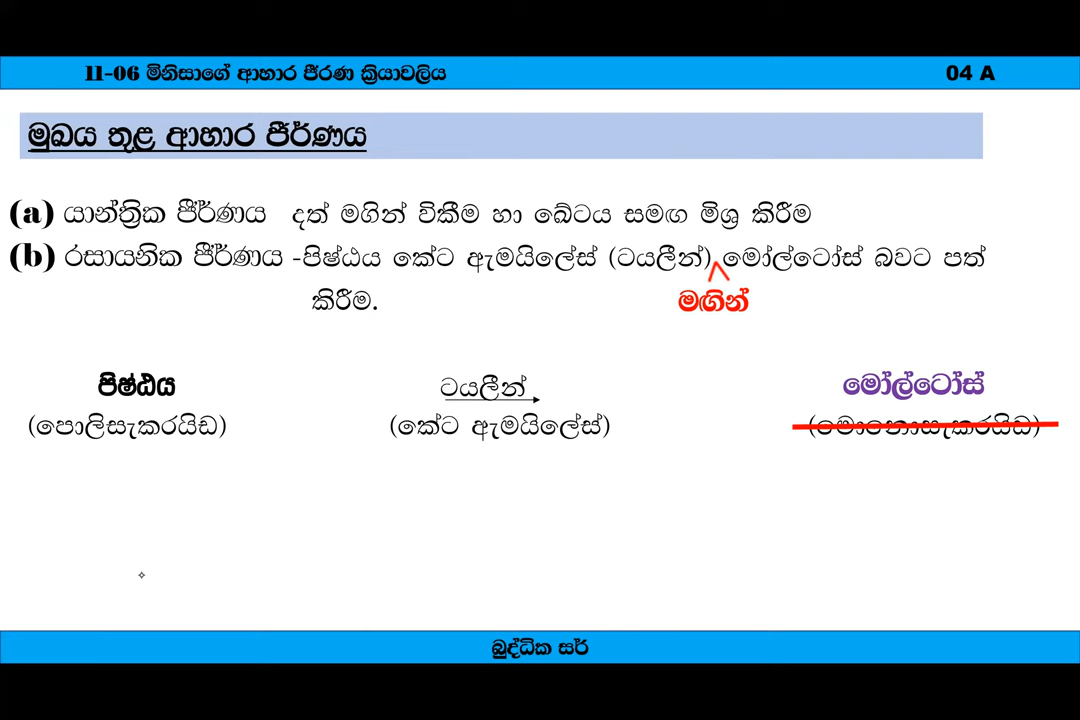 11-06 මිනිසාගේ ආහාර ජීරණ ක්‍රියාවලිය 04 A
මුඛය තුළ ආහාර ජීර්ණය
(a) යාන්ත්‍රික ජීර්ණය දත් මගින් විකීම හා ඛේටය සමඟ මිශ්‍ර කිරීම
(b) රසායනික ජීර්ණය -පිෂ්ඨය කේට ඇමයිලේස් (ටයලීන්) මෝල්ටෝස් බවට පත්
කිරීම. මඟින්
පිෂ්ඨය ටයලීන් මෝල්ටෝස්
(පොලිසැකරයිඩ) (කේට ඇමයිලේස්) (මොනොසැකරයිඩ)
බුද්ධික සර්